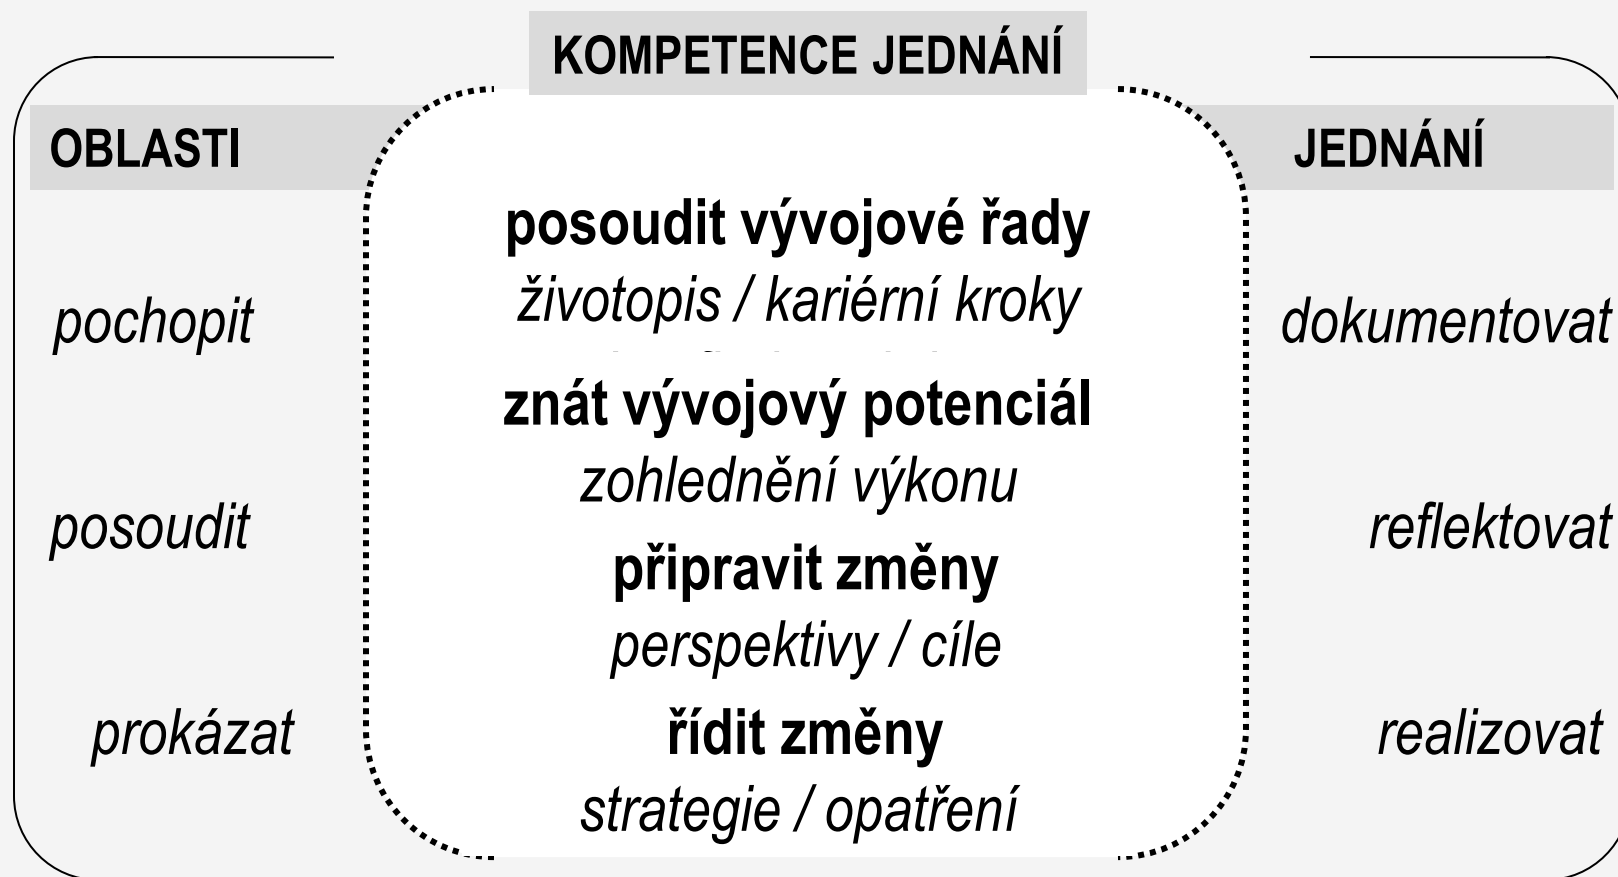 KOMPETENCE JEDNÁNÍ
OBLASTI
JEDNÁNÍ
posoudit vývojové řady
životopis / kariérní kroky
pochopit
dokumentovat
znát vývojový potenciál
zohlednění výkonu
posoudit
reflektovat
připravit změny
perspektivy / cíle
prokázat
řídit změny
realizovat
strategie / opatření